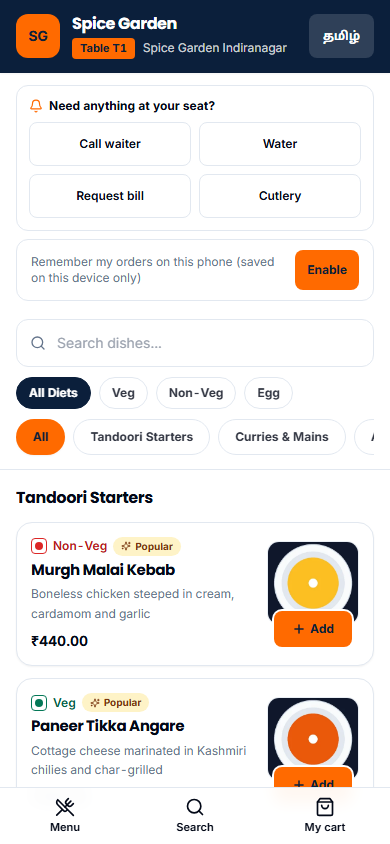 SG
Spice Garden
Table T1 Spice Garden Indiranagar
தமிழ்
Need anything at your seat?
Call waiter
Water
Request bill
Cutlery
Remember my orders on this phone (saved
on this device only)
Enable
Search dishes...
All Diets
Veg
Non-Veg
Egg
All
Tandoori Starters
Curries & Mains
Tandoori Starters
Non-Veg
Popular
Murgh Malai Kebab
Boneless chicken steeped in cream,
cardamom and garlic
₹440.00
+ Add
Veg
Popular
Paneer Tikka Angare
Cottage cheese marinated in Kashmiri
chilies and char-grilled
+ Add
Menu
Search
My cart